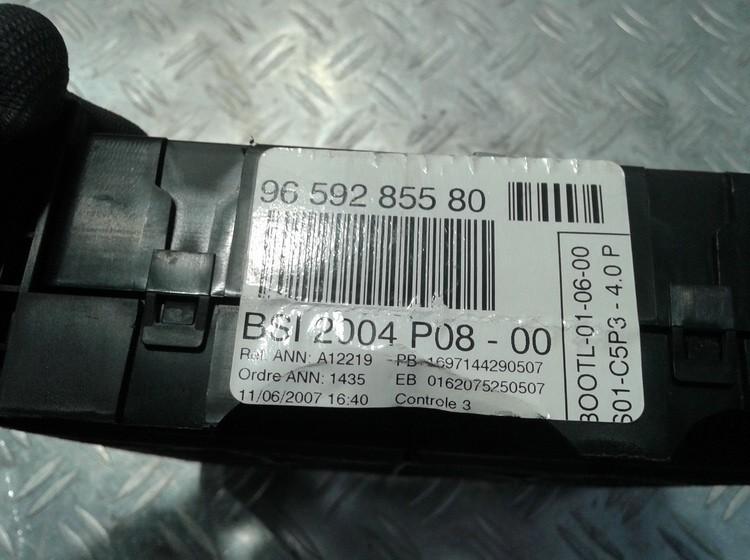 96 592 855 80
BSI 2004 P08 - 00
Ref. ANN: A12219 PB 1697144290507
Ordre ANN: 1435 EB 0162075250507
11/06/2007 16:40 Controle 3
BOOTL-01-06-00
S01-C5P3 - 4.0 P